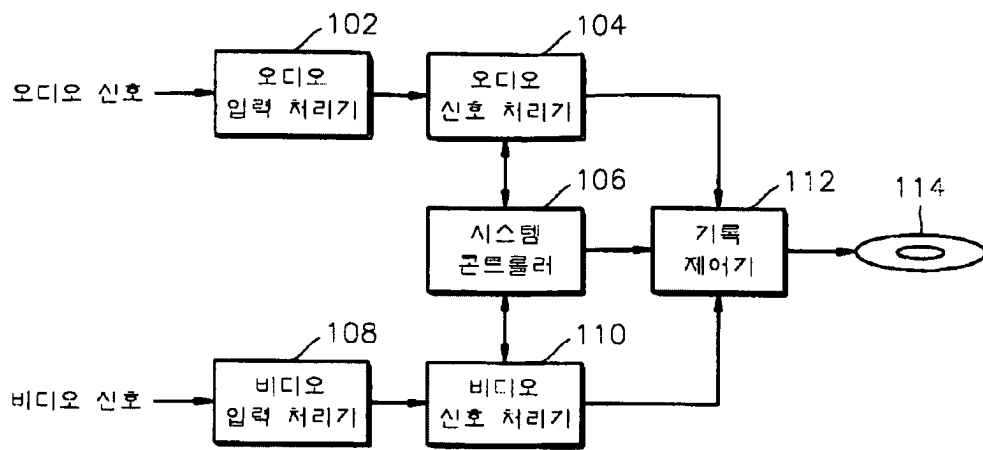 102
104
오디오 신호
오디오
입력 처리기
오디오
신호 처리기
106
112
114
시스템
콘트롤러
기록
제어기
108
110
비디오 신호
비디오
입력 처리기
비디오
신호 처리기